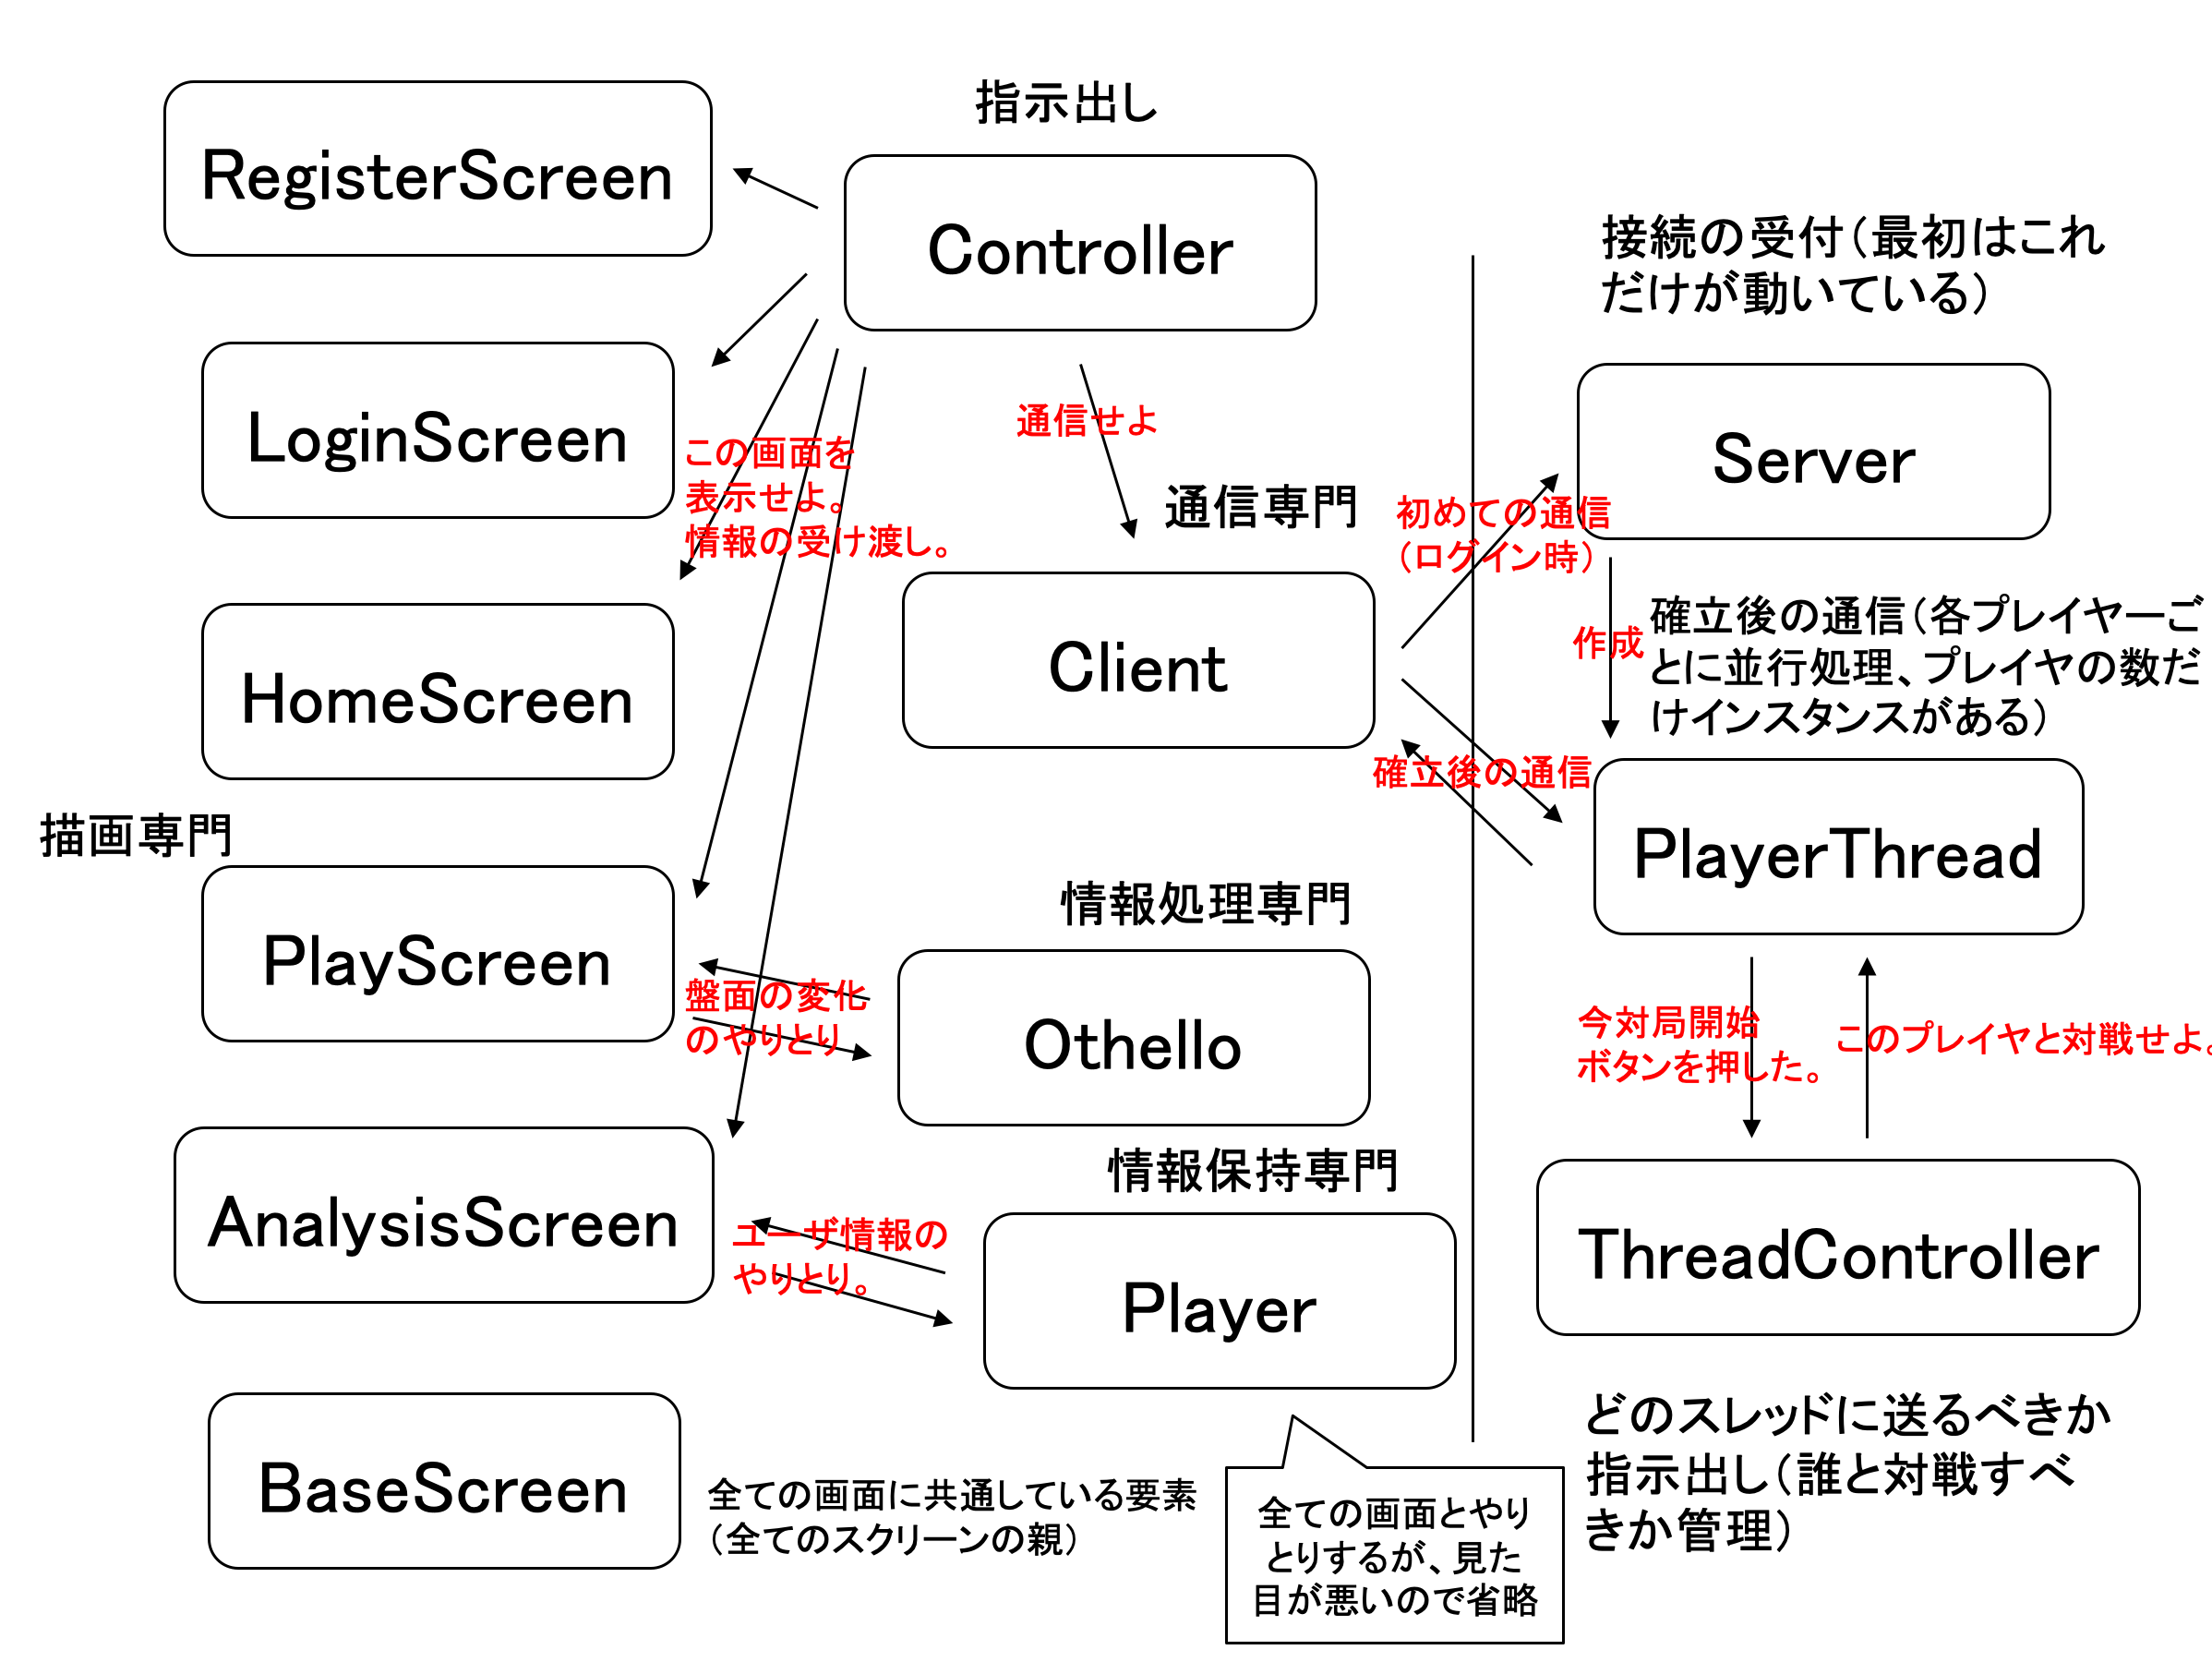 RegisterScreen
指示出し
Controller
接続の受付（最初はこれ
だけが動いている）
LoginScreen
この画面を
表示せよ。
情報の受け渡し。
通信せよ
通信専門
初めての通信
（ログイン時）
Server
Client
作成
確立後の通信（各プレイヤーご
とに並行処理、プレイヤの数だ
けインスタンスがある）
HomeScreen
確立後の通信
描画専門
PlayerThread
PlayScreen
盤面の変化
のやりとり
情報処理専門
Othello
今対局開始
ボタンを押した。
このプレイヤと対戦せよ。
AnalysisScreen
ユーザ情報の
やりとり。
情報保持専門
Player
ThreadController
BaseScreen
全ての画面に共通している要素
（全てのスクリーンの親）
全ての画面とやり
とりするが、見た
目が悪いので省略
どのスレッドに送るべきか
指示出し（誰と対戦すべ
きか管理）